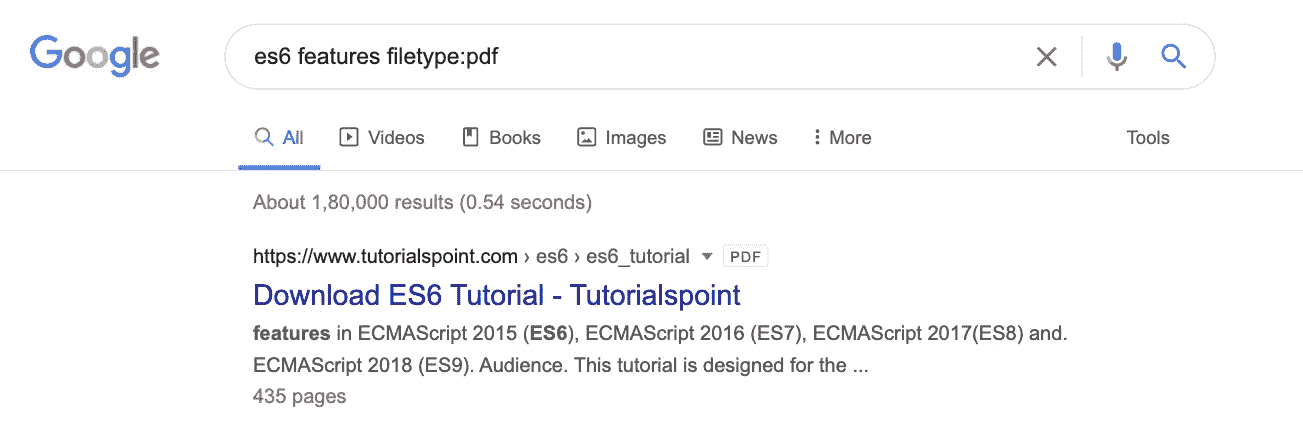 Google
es6 features filetype:pdf
All Videos Books Images News More Tools
About 1,80,000 results (0.54 seconds)
https://www.tutorialspoint.com › es6 › es6_tutorial PDF
Download ES6 Tutorial - Tutorialspoint
features in ECMAScript 2015 (ES6), ECMAScript 2016 (ES7), ECMAScript 2017(ES8) and.
ECMAScript 2018 (ES9). Audience. This tutorial is designed for the ...
435 pages